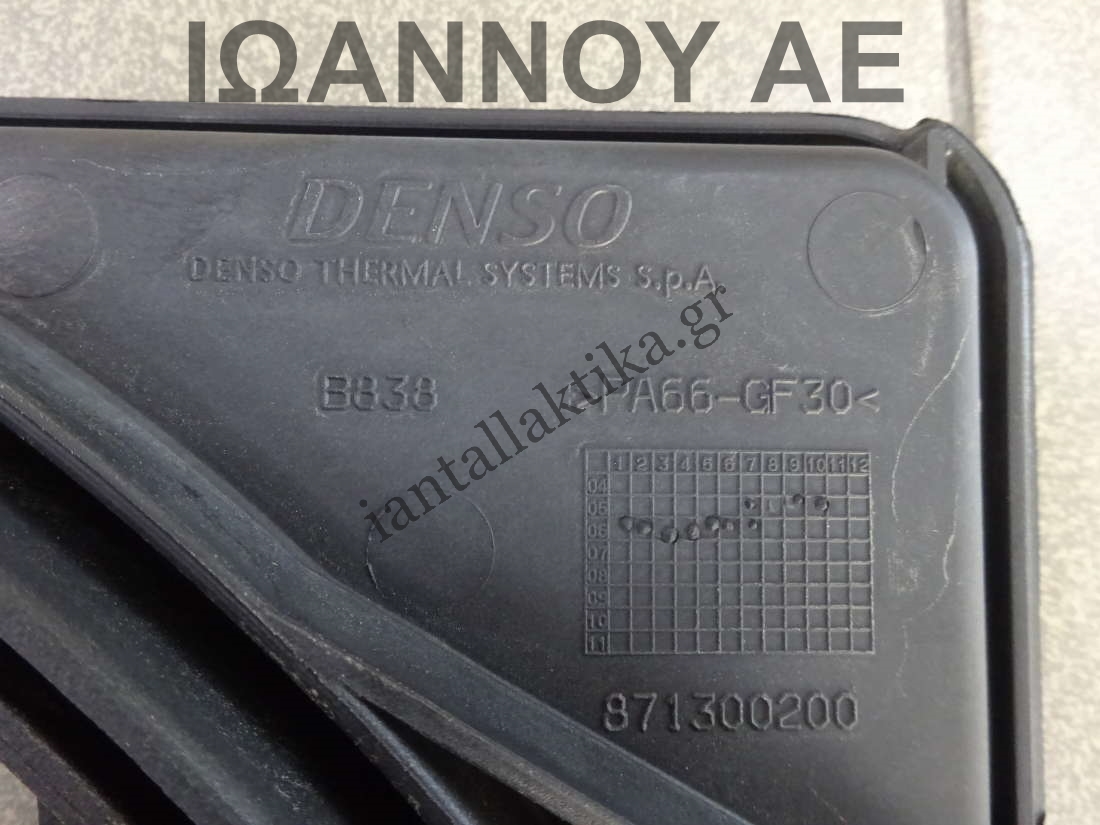 ΙΩΑΝΝΟΥ ΑΕ
DENSO
DENSO THERMAL SYSTEMS S.p.A.
iantallaktika.gr
B838 >PA66-GF30<
1 2 3 4 5 6 7 8 9 10 11 12
04
05
06
07
08
09
10
11
871300200